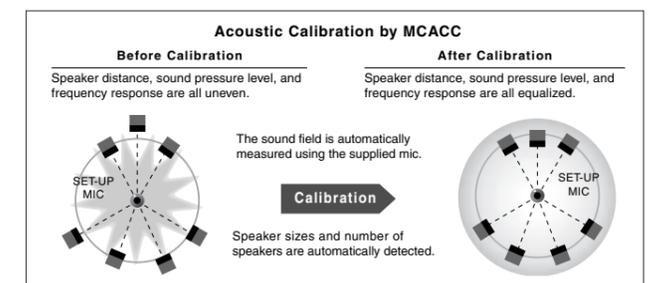 Acoustic Calibration by MCACC
Before Calibration
Speaker distance, sound pressure level, and
frequency response are all uneven.
SET-UP
MIC
The sound field is automatically
measured using the supplied mic.
Calibration
Speaker sizes and number of
speakers are automatically detected.
After Calibration
Speaker distance, sound pressure level, and
frequency response are all equalized.
SET-UP
MIC